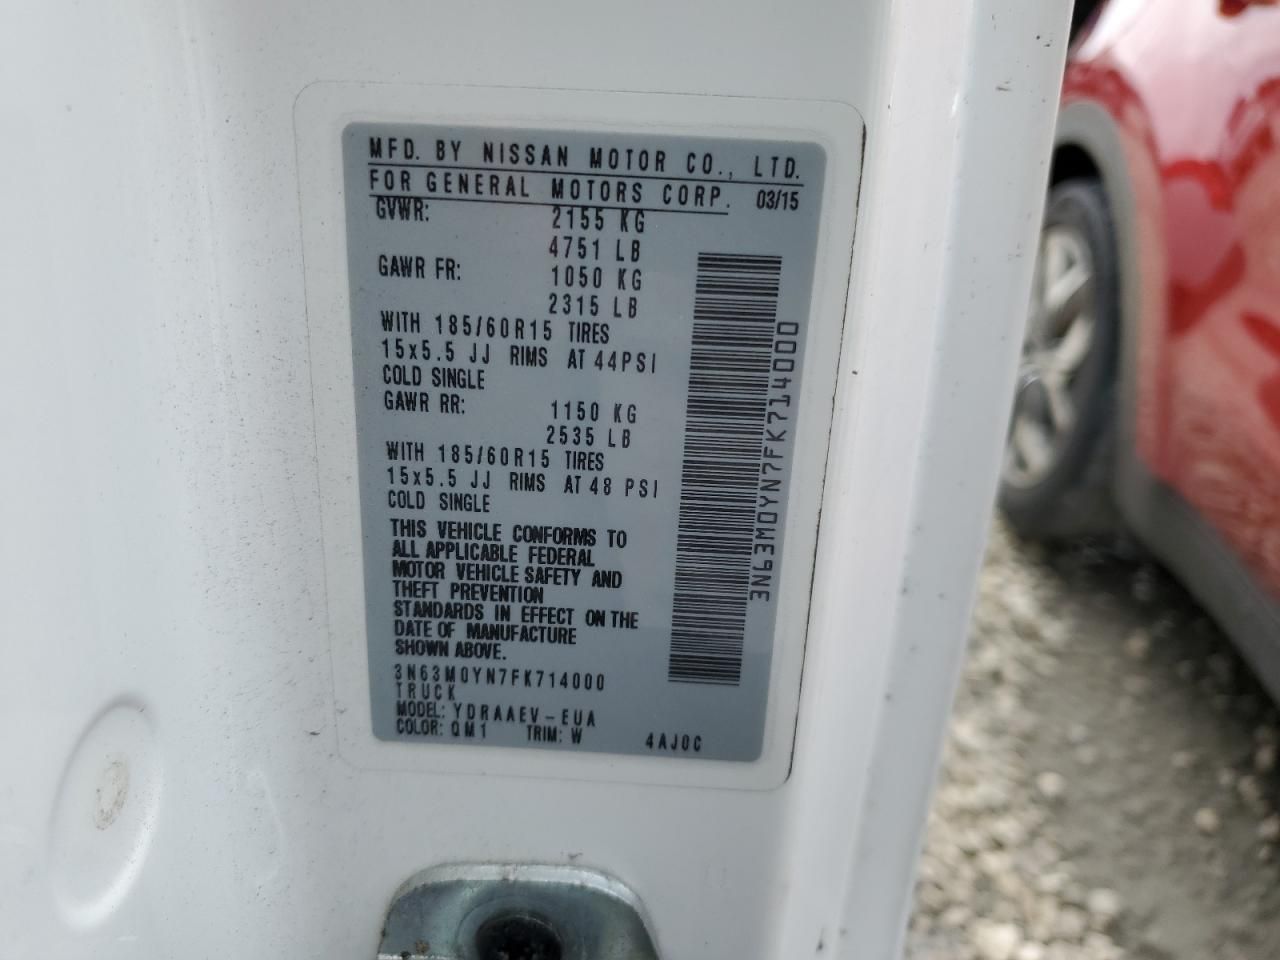 MFD. BY NISSAN MOTOR CO., LTD.
FOR GENERAL MOTORS CORP. 03/15
GVWR: 2155 KG
4751 LB
GAWR FR: 1050 KG
2315 LB
WITH 185/60R15 TIRES
15x5.5 JJ RIMS AT 44PSI
COLD SINGLE
GAWR RR: 1150 KG
2535 LB
WITH 185/60R15 TIRES
15x5.5 JJ RIMS AT 48 PSI
COLD SINGLE
THIS VEHICLE CONFORMS TO
ALL APPLICABLE FEDERAL
MOTOR VEHICLE SAFETY AND
THEFT PREVENTION
STANDARDS IN EFFECT ON THE
DATE OF MANUFACTURE
SHOWN ABOVE.
3N63M0YN7FK714000
TRUCK
MODEL: YDRAAEV-EUA
COLOR: QM1 TRIM: W 4AJ0C
3N63M0YN7FK714000